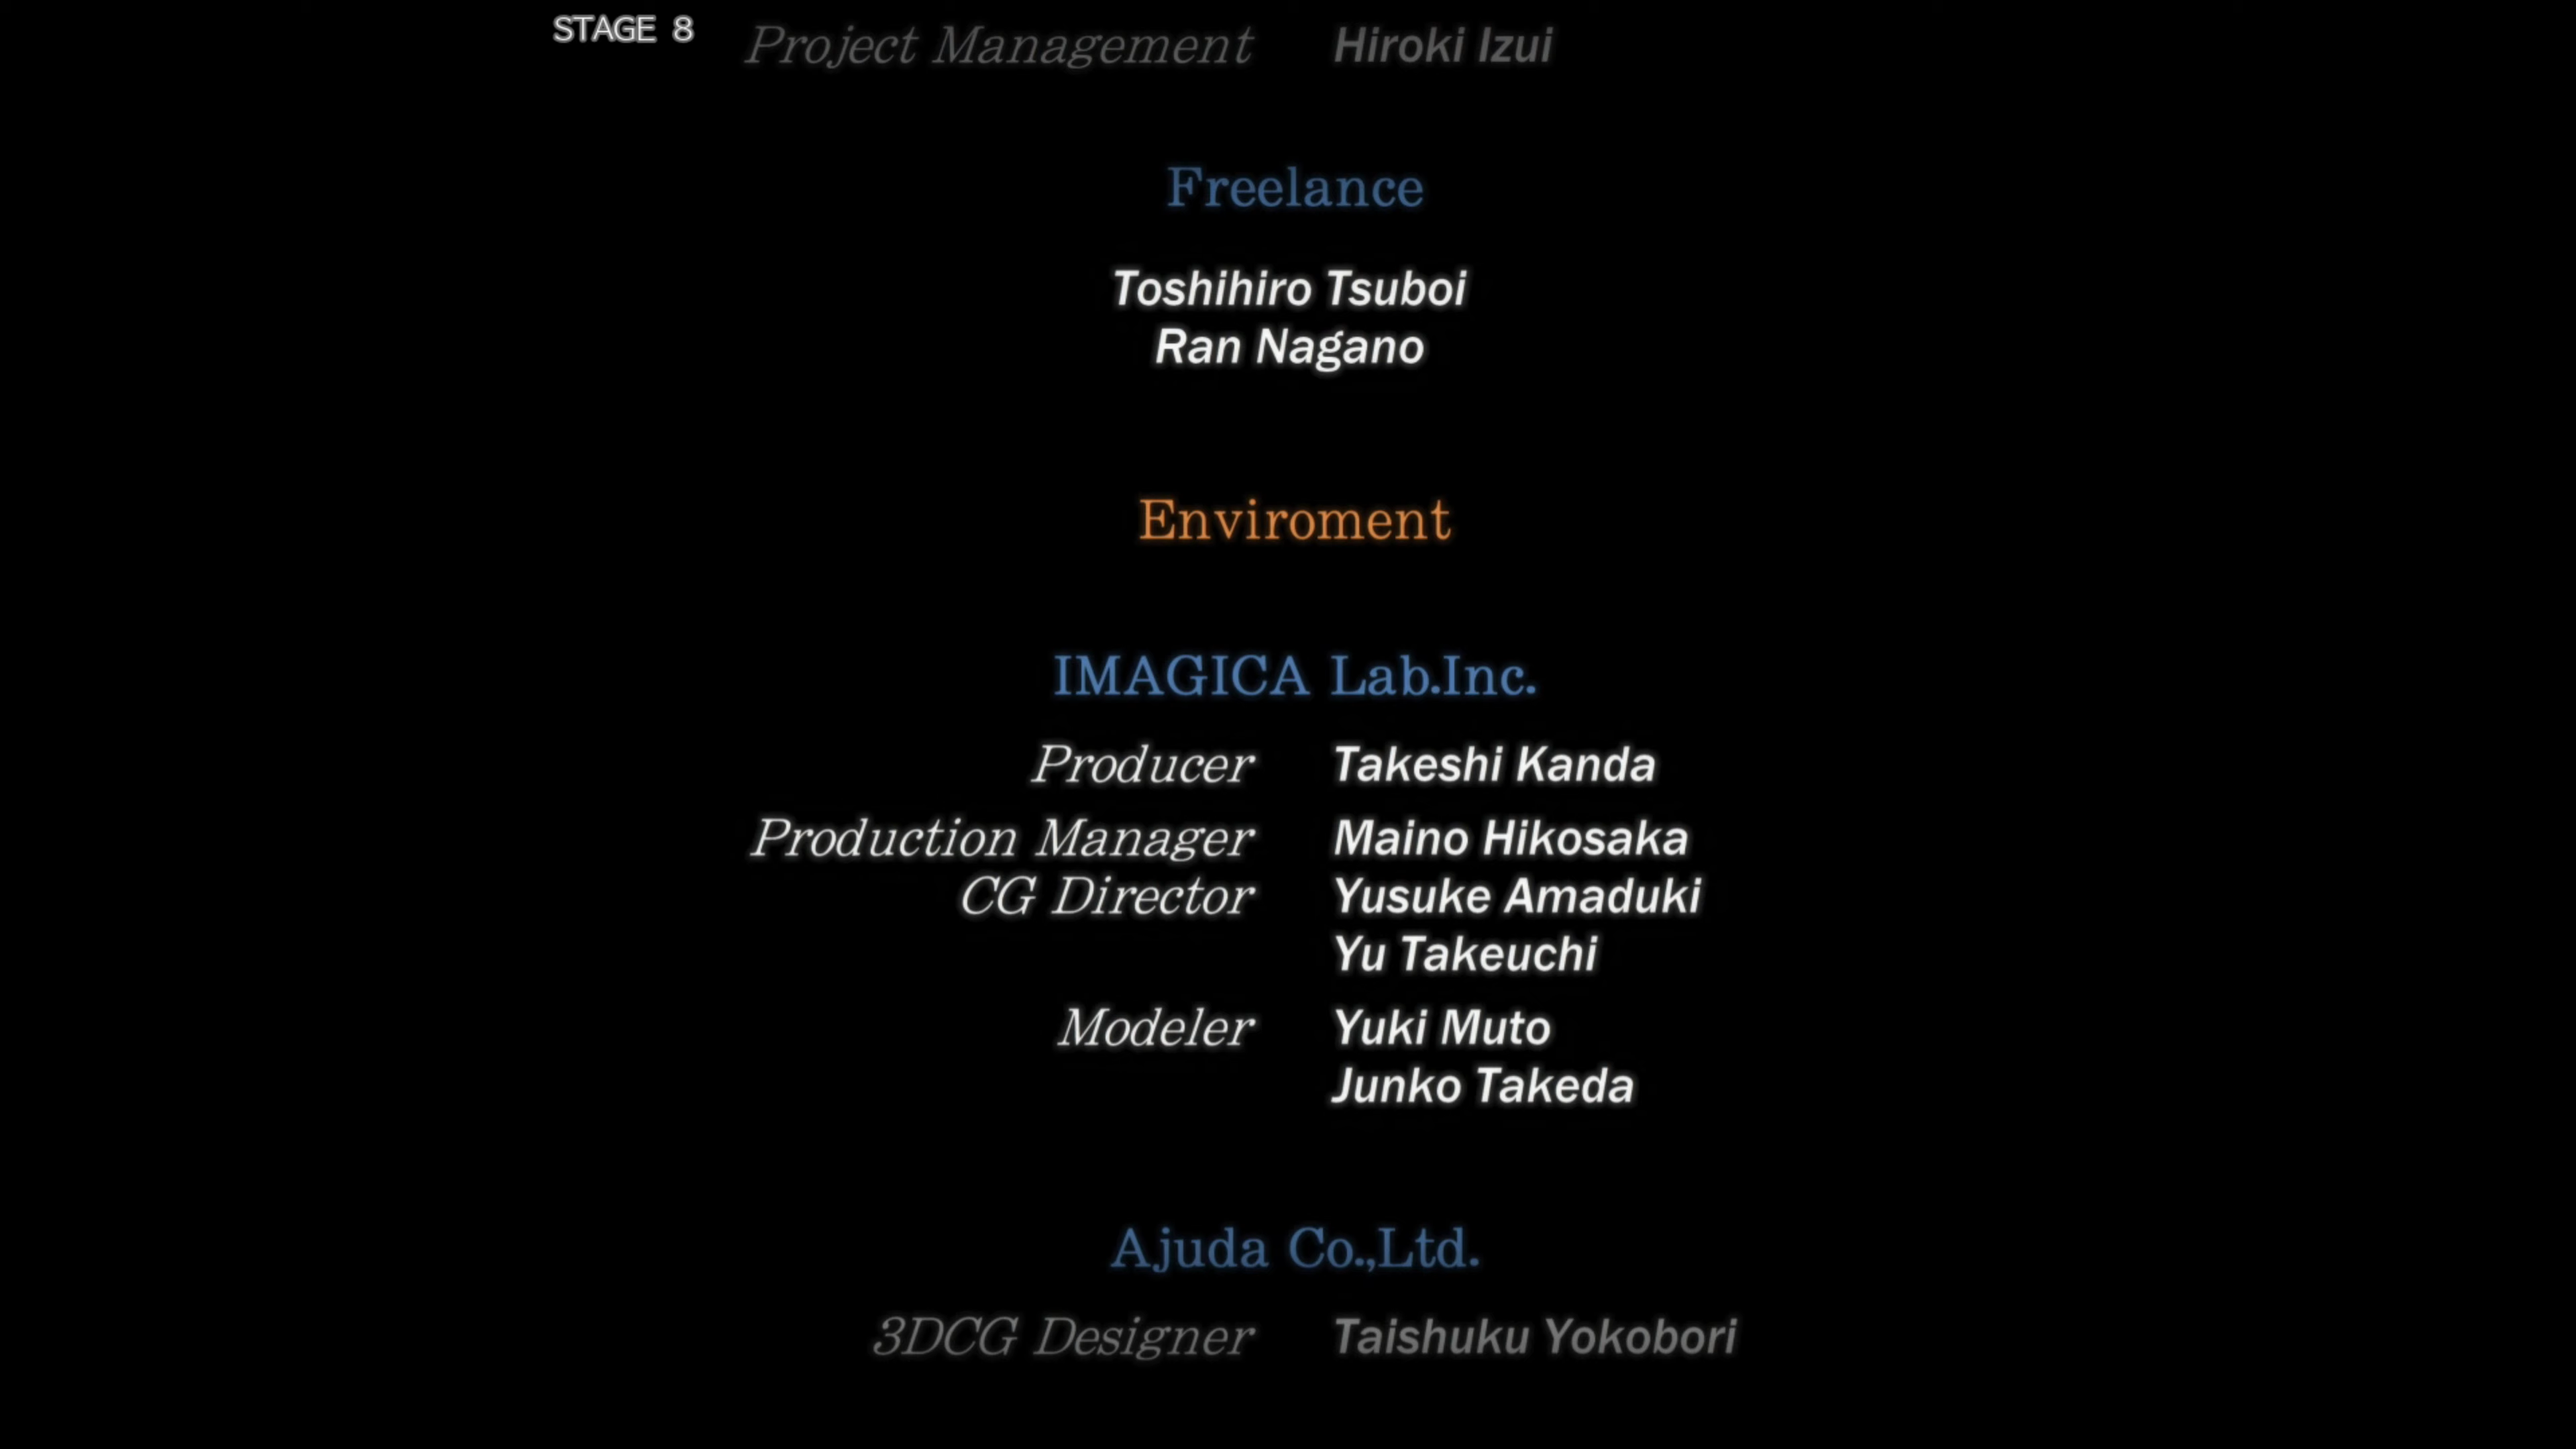 STAGE 8
Project Management Hiroki Izui
Freelance
Toshihiro Tsuboi
Ran Nagano
Enviroment
IMAGICA Lab.Inc.
Producer Takeshi Kanda
Production Manager Maino Hikosaka
CG Director Yusuke Amaduki
Yu Takeuchi
Modeler Yuki Muto
Junko Takeda
Ajuda Co.,Ltd.
3DCG Designer Taishuku Yokobori